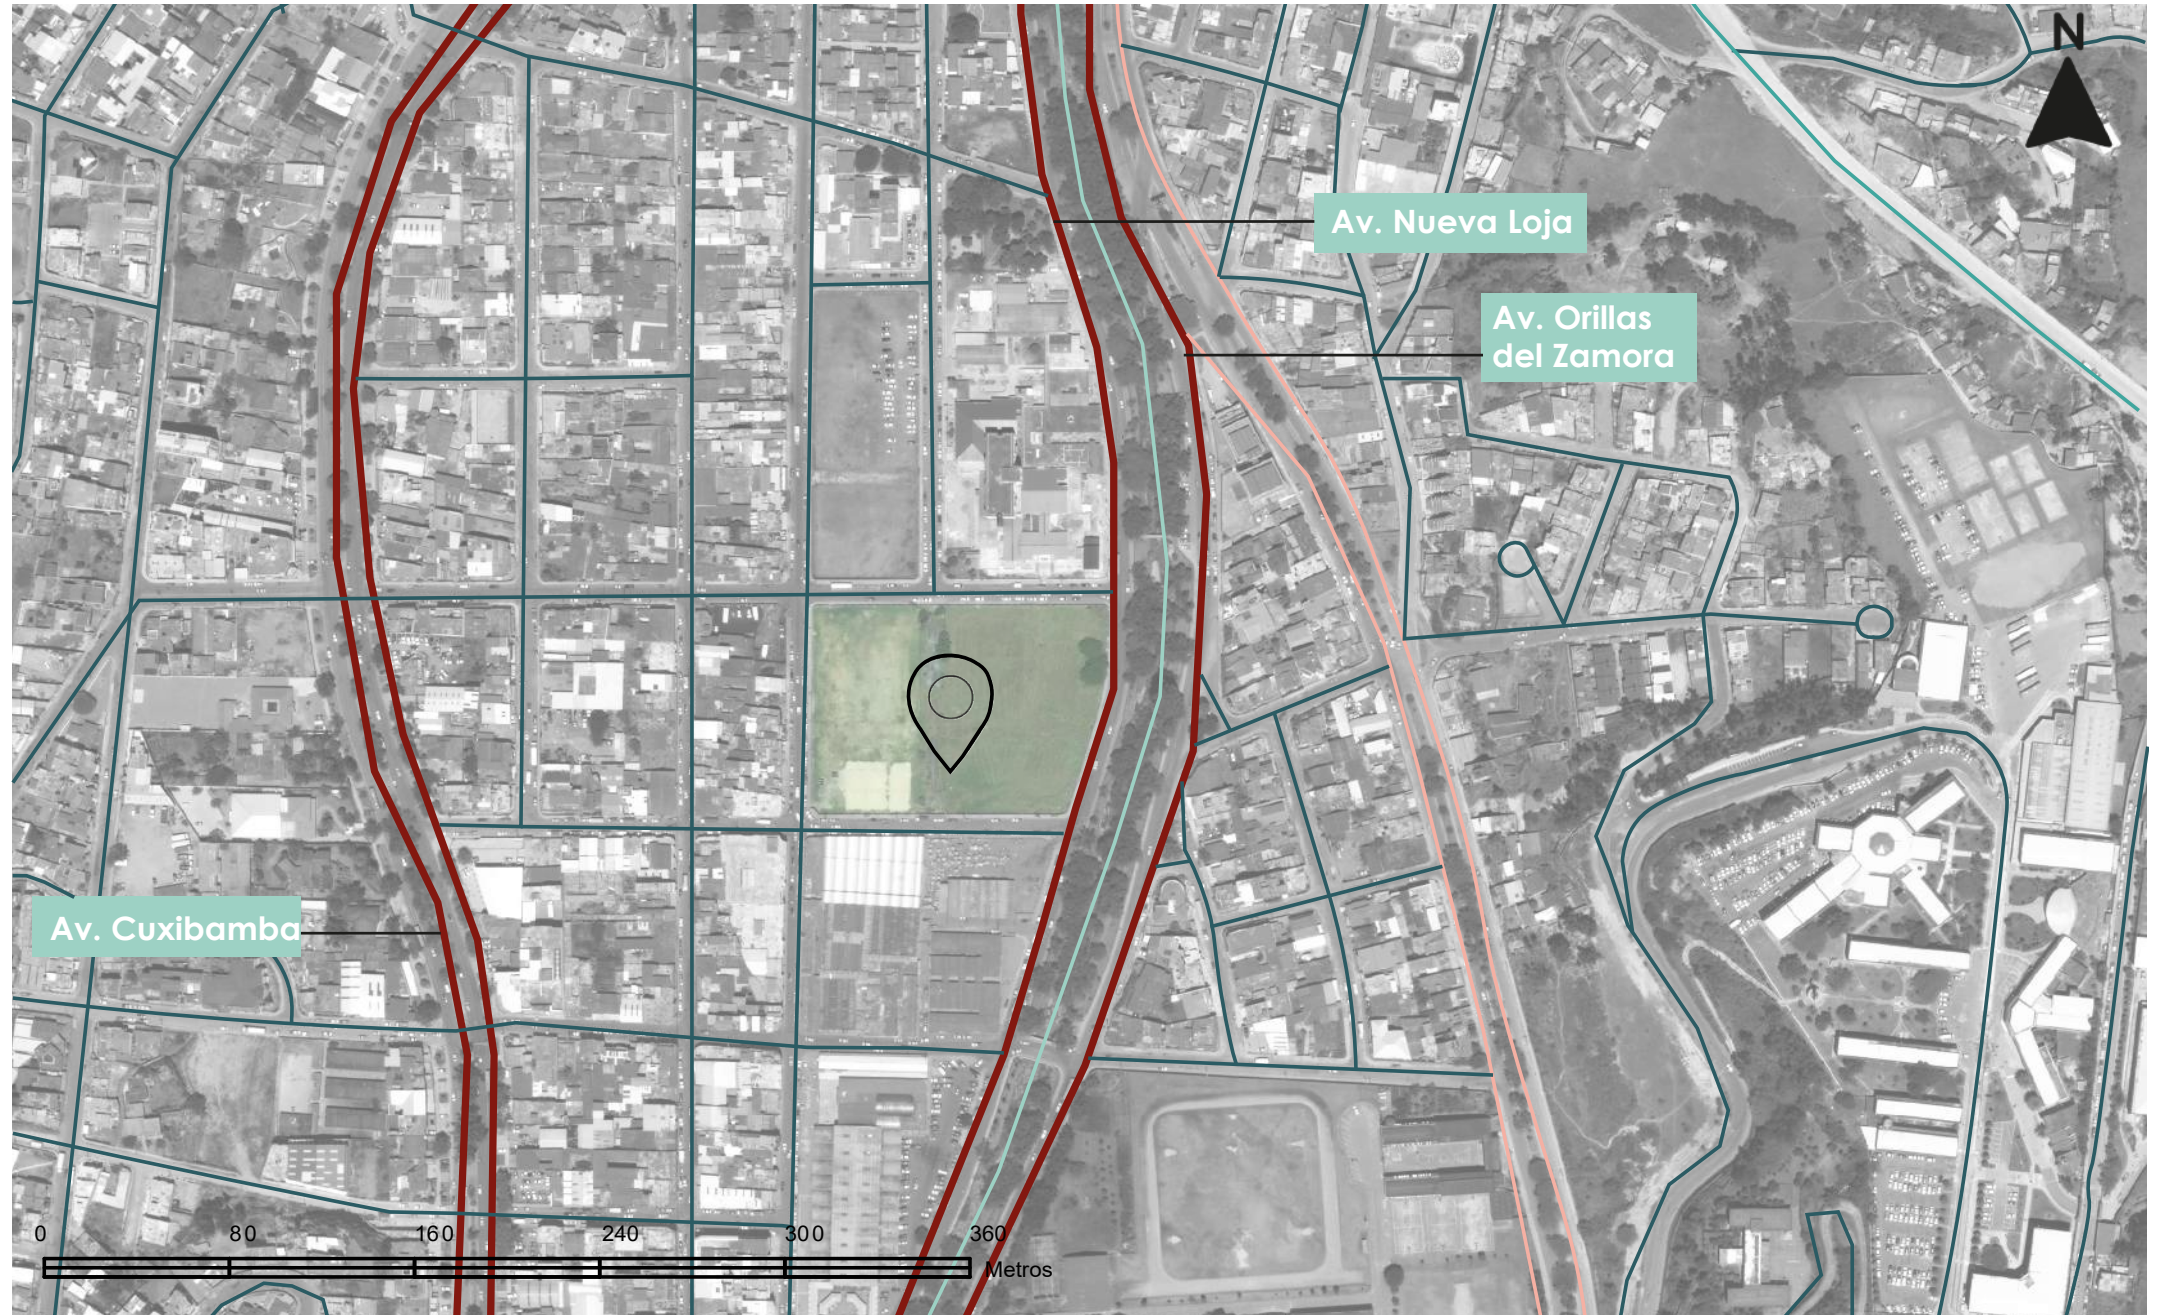 N
Av. Nueva Loja
Av. Orillas
del Zamora
Av. Cuxibamba
0 80 160 240 300 360
Metros